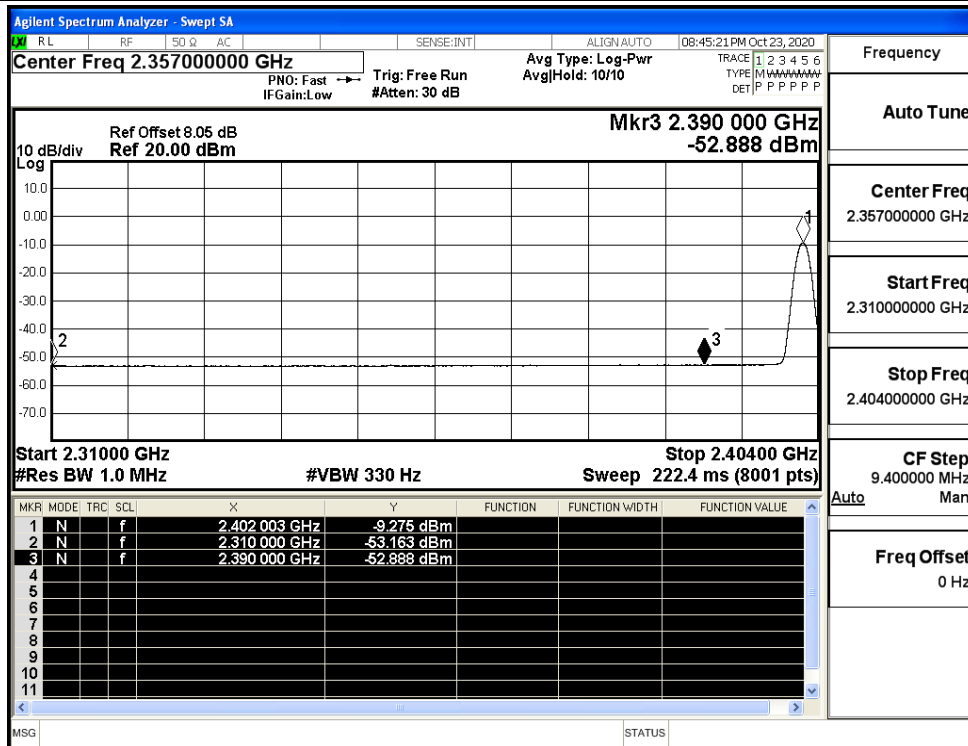 Agilent Spectrum Analyzer - Swept SA
LXI RL RF 50 Ω AC SENSE:INT ALIGN AUTO 08:45:21 PM Oct 23, 2020
Center Freq 2.357000000 GHz
PNO: Fast
IFGain:Low
Trig: Free Run
#Atten: 30 dB
Avg Type: Log-Pwr
Avg|Hold: 10/10
TRACE 1 2 3 4 5 6
TYPE M WWWWW
DET P P P P P P
Ref Offset 8.05 dB
10 dB/div Ref 20.00 dBm
Log
Mkr3 2.390 000 GHz
-52.888 dBm
10.0
0.00
-10.0
-20.0
-30.0
-40.0
-50.0
-60.0
-70.0
1
2
3
Start 2.31000 GHz Stop 2.40400 GHz
#Res BW 1.0 MHz #VBW 330 Hz Sweep 222.4 ms (8001 pts)
MKR MODE TRC SCL X Y FUNCTION FUNCTION WIDTH FUNCTION VALUE
1 N f 2.402 003 GHz -9.275 dBm
2 N f 2.310 000 GHz -53.163 dBm
3 N f 2.390 000 GHz -52.888 dBm
4
5
6
7
8
9
10
11
MSG STATUS
Frequency
Auto Tune
Center Freq
2.357000000 GHz
Start Freq
2.310000000 GHz
Stop Freq
2.404000000 GHz
CF Step
9.400000 MHz
Auto Man
Freq Offset
0 Hz